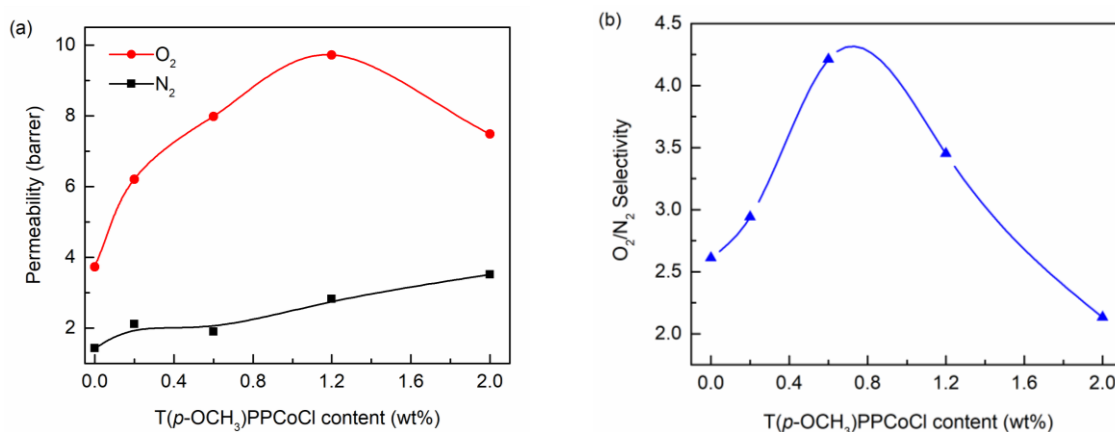 (a)
Permeability (barrer)
10
8
6
4
2
O₂
N₂
0.0 0.4 0.8 1.2 1.6 2.0
T(p-OCH₃)PPCoCl content (wt%)
(b)
O₂/N₂ Selectivity
4.5
4.0
3.5
3.0
2.5
2.0
0.0 0.4 0.8 1.2 1.6 2.0
T(p-OCH₃)PPCoCl content (wt%)